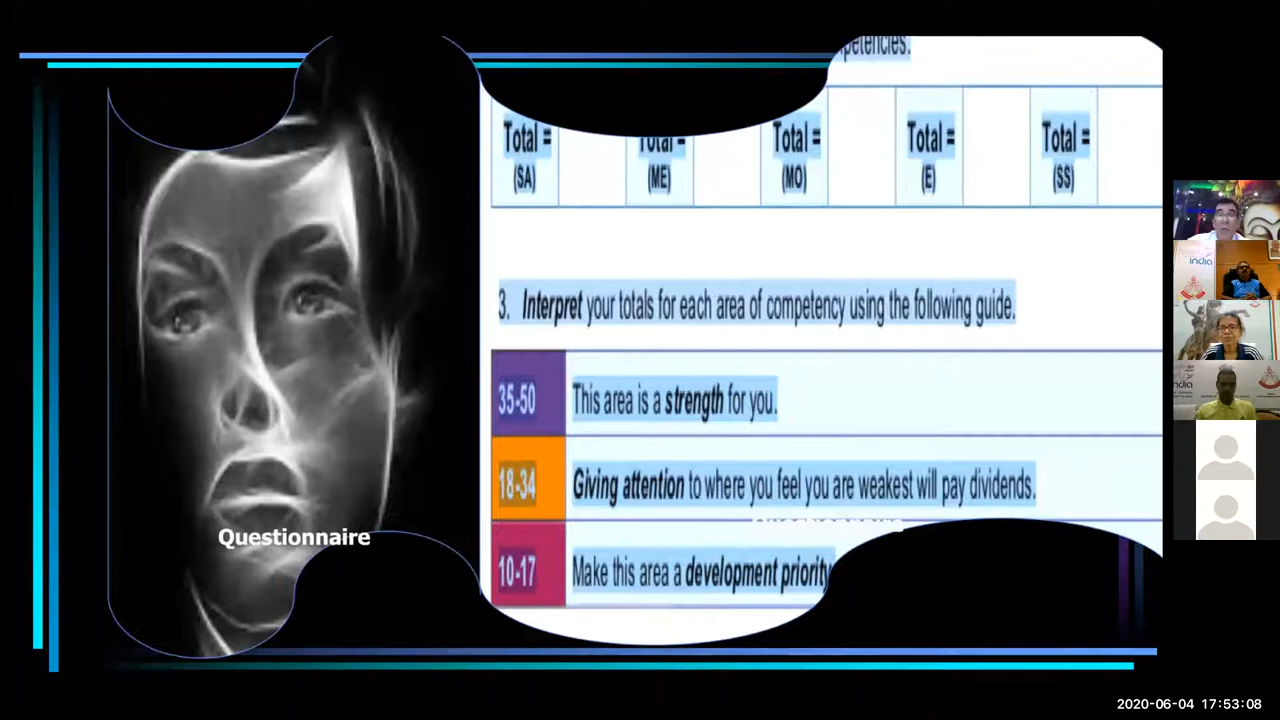 petencies.
Total = Total = Total = Total = Total =
(SA) (ME) (MO) (E) (SS)
3. Interpret your totals for each area of competency using the following guide.
35-50 This area is a strength for you.
18-34 Giving attention to where you feel you are weakest will pay dividends.
10-17 Make this area a development priority
Questionnaire
india
india
2020-06-04 17:53:08